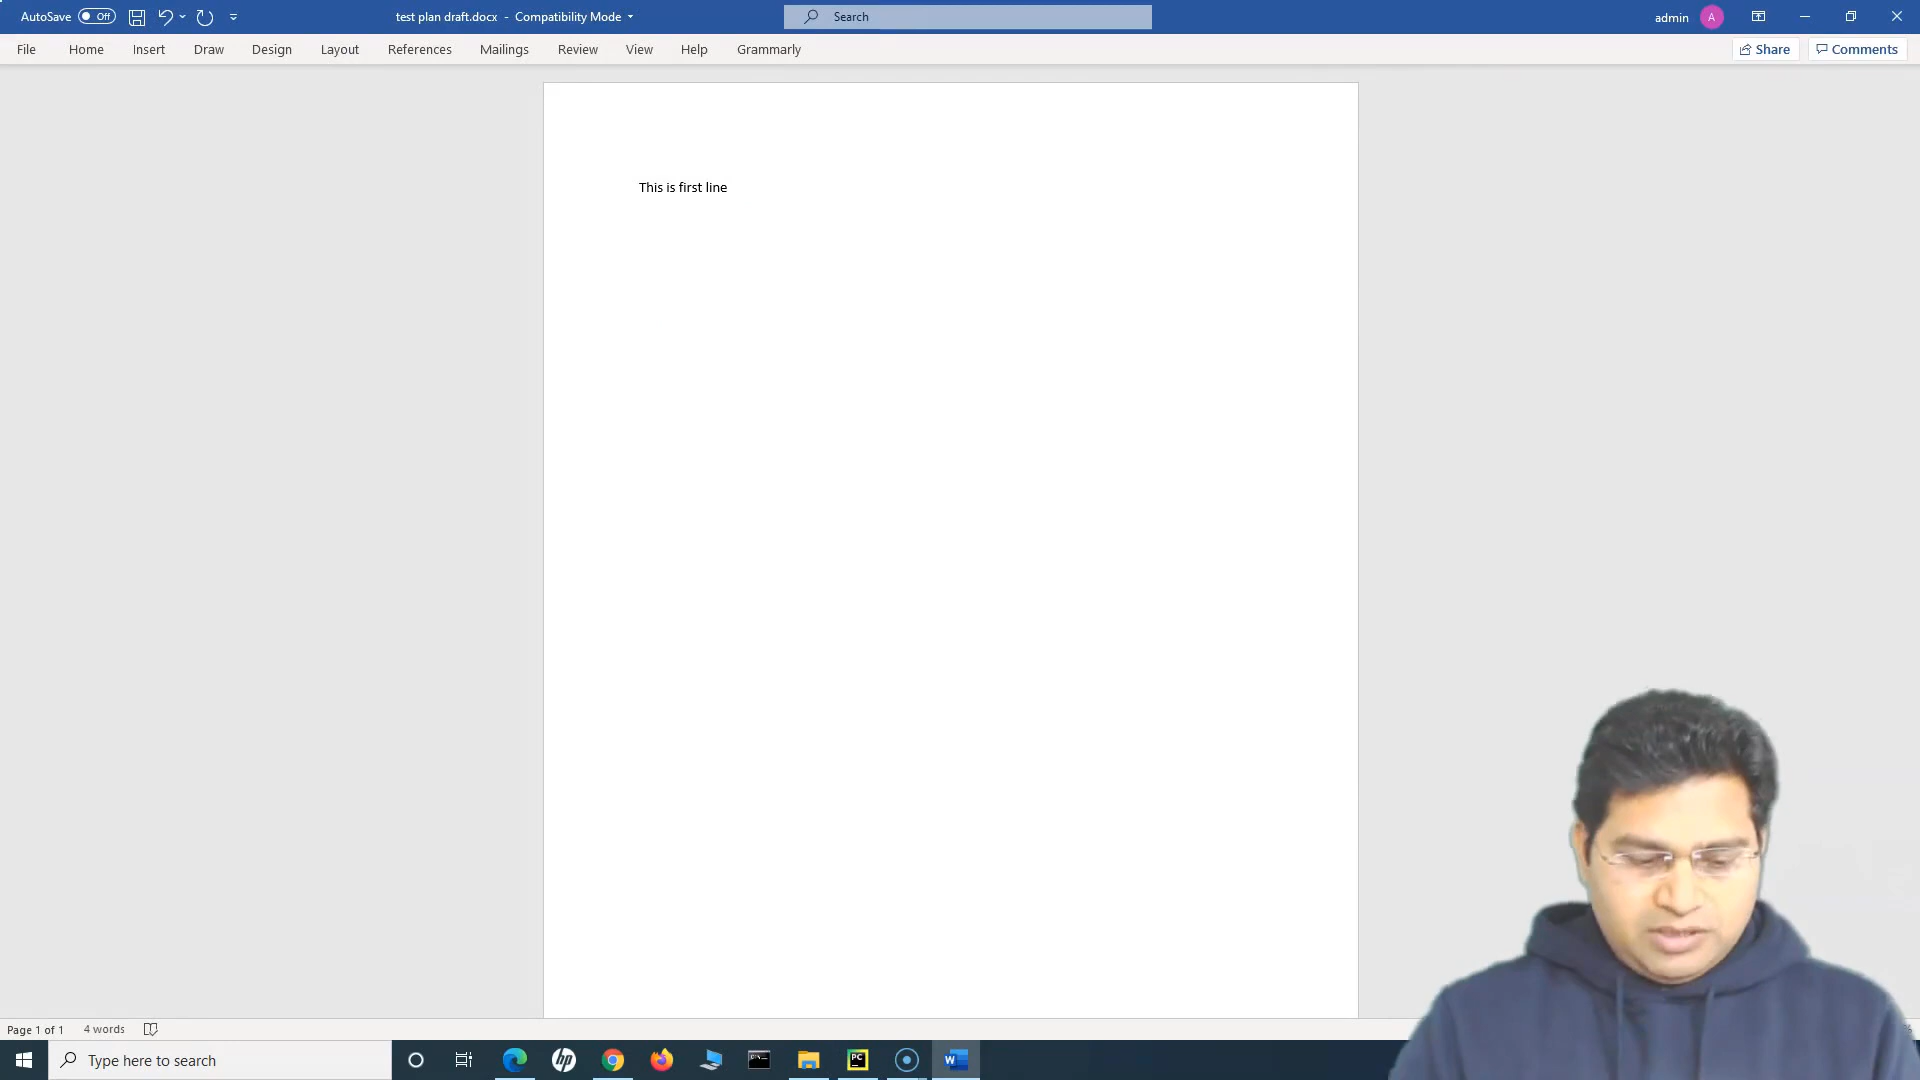 AutoSave Off test plan draft.docx - Compatibility Mode Search admin A
File Home Insert Draw Design Layout References Mailings Review View Help Grammarly Share Comments
This is first line
Page 1 of 1 4 words
Type here to search